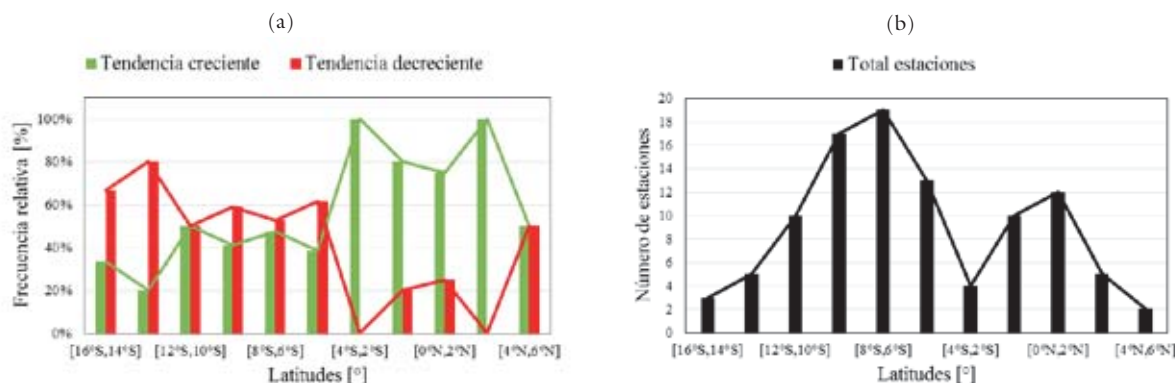 (a)
Tendencia creciente
Tendencia decreciente
Frecuencia relativa [%]
100%
80%
60%
40%
20%
0%
[16°S,14°S]
[12°S,10°S]
[8°S,6°S]
[4°S,2°S]
[0°N,2°N]
[4°N,6°N]
Latitudes [°]
(b)
Total estaciones
Número de estaciones
20
18
16
14
12
10
8
6
4
2
0
[16°S,14°S]
[12°S,10°S]
[8°S,6°S]
[4°S,2°S]
[0°N,2°N]
[4°N,6°N]
Latitudes [°]